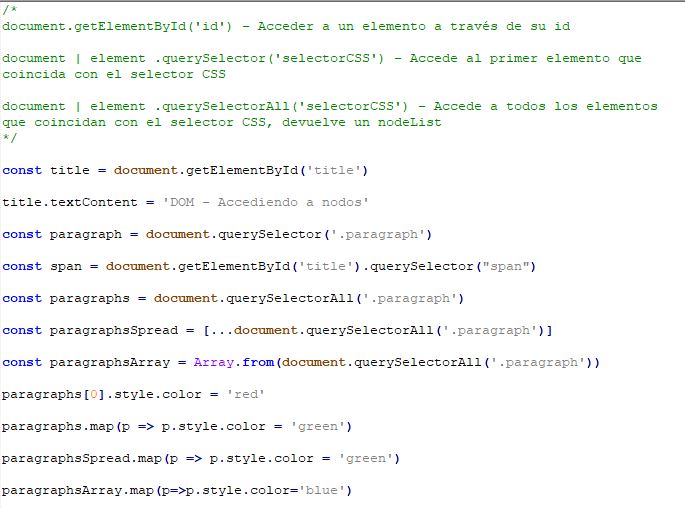 /*
document.getElementById('id') - Acceder a un elemento a través de su id
document | element .querySelector('selectorCSS') - Accede al primer elemento que
coincida con el selector CSS
document | element .querySelectorAll('selectorCSS') - Accede a todos los elementos
que coincidan con el selector CSS, devuelve un nodeList
*/
const title = document.getElementById('title')
title.textContent = 'DOM - Accediendo a nodos'
const paragraph = document.querySelector('.paragraph')
const span = document.getElementById('title').querySelector("span")
const paragraphs = document.querySelectorAll('.paragraph')
const paragraphsSpread = [...document.querySelectorAll('.paragraph')]
const paragraphsArray = Array.from(document.querySelectorAll('.paragraph'))
paragraphs[0].style.color = 'red'
paragraphs.map(p => p.style.color = 'green')
paragraphsSpread.map(p => p.style.color = 'green')
paragraphsArray.map(p=>p.style.color='blue')